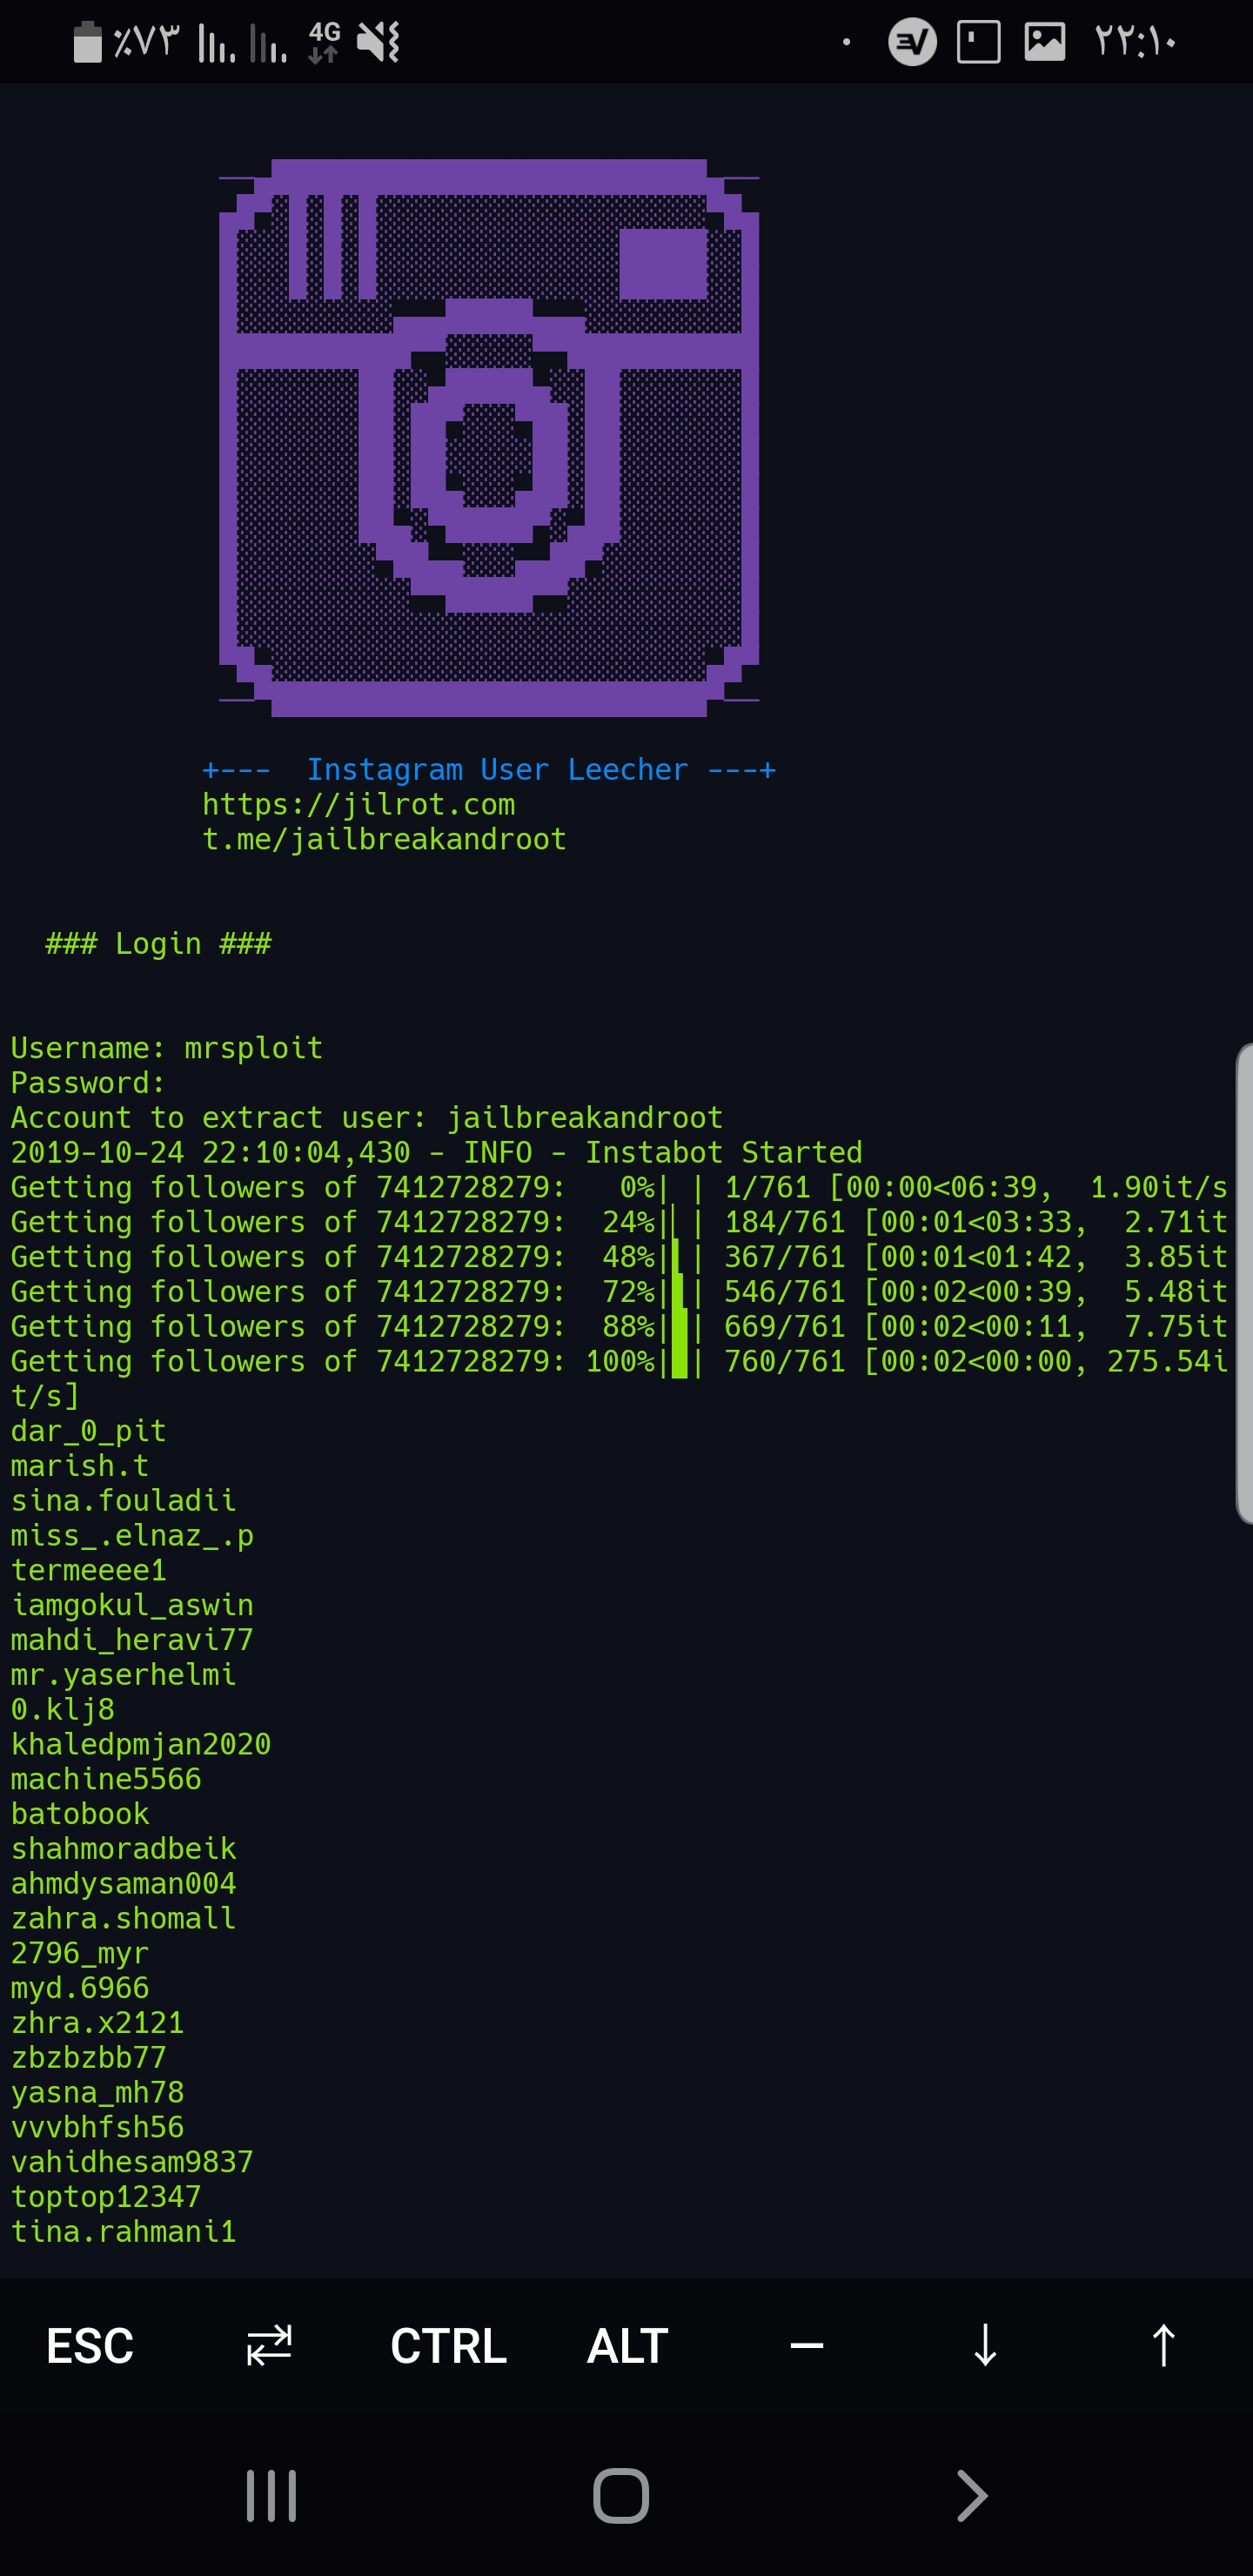 ٪۷۳ 4G ۲۲:۱۰
+---  Instagram User Leecher ---+
https://jilrot.com
t.me/jailbreakandroot
### Login ###
Username: mrsploit
Password:
Account to extract user: jailbreakandroot
2019-10-24 22:10:04,430 - INFO - Instabot Started
Getting followers of 7412728279:   0%| | 1/761 [00:00<06:39,  1.90it/s
Getting followers of 7412728279:  24%|▏| 184/761 [00:01<03:33,  2.71it
Getting followers of 7412728279:  48%|▍| 367/761 [00:01<01:42,  3.85it
Getting followers of 7412728279:  72%|▋| 546/761 [00:02<00:39,  5.48it
Getting followers of 7412728279:  88%|▉| 669/761 [00:02<00:11,  7.75it
Getting followers of 7412728279: 100%|▉| 760/761 [00:02<00:00, 275.54i
t/s]
dar_0_pit
marish.t
sina.fouladii
miss_.elnaz_.p
termeeee1
iamgokul_aswin
mahdi_heravi77
mr.yaserhelmi
0.klj8
khaledpmjan2020
machine5566
batobook
shahmoradbeik
ahmdysaman004
zahra.shomall
2796_myr
myd.6966
zhra.x2121
zbzbzbb77
yasna_mh78
vvvbhfsh56
vahidhesam9837
toptop12347
tina.rahmani1
ESC CTRL ALT – ↓ ↑